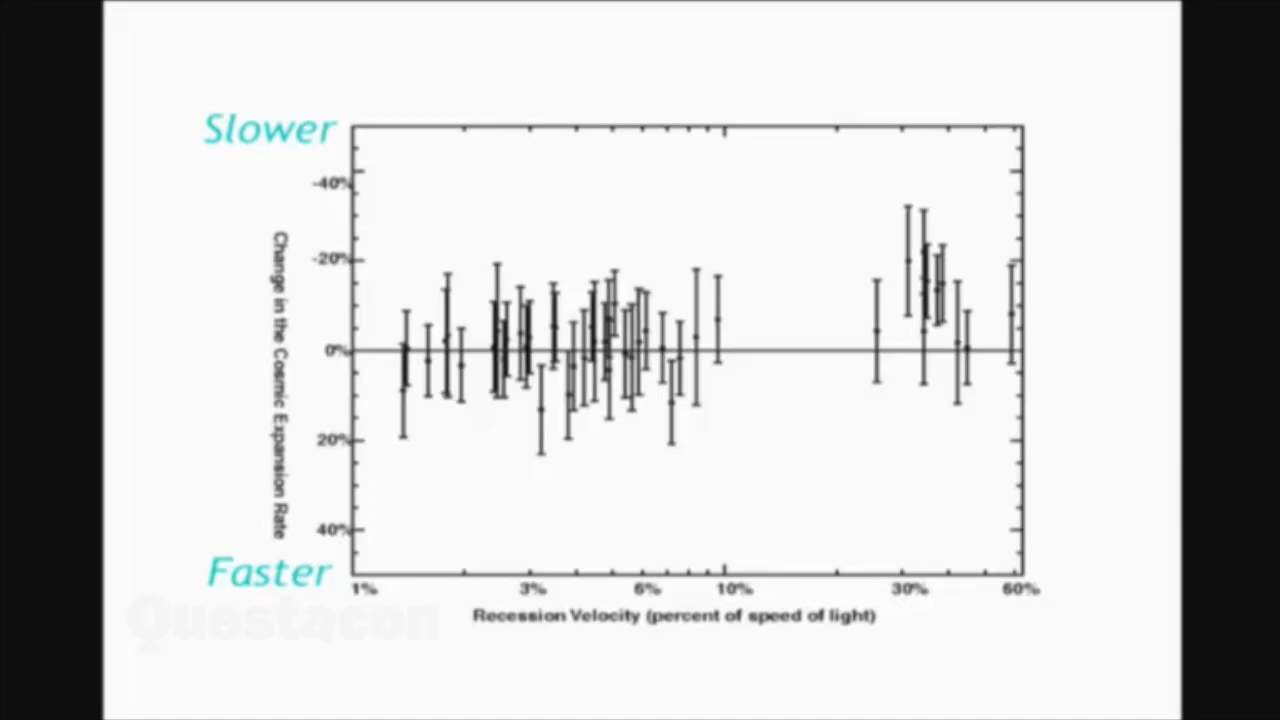 Slower
-40%
-20%
0%
20%
40%
Change in the Cosmic Expansion Rate
Faster
1%
3%
6%
10%
30%
60%
Recession Velocity (percent of speed of light)
Questacon